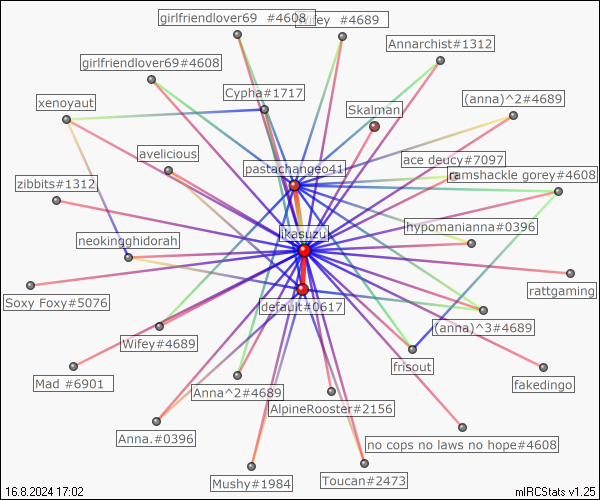 girlfriendlover69 #4608
Wifey #4689
Annarchist#1312
girlfriendlover69#4608
Cypha#1717
(anna)^2#4689
xenoyaut
Skalman
avelicious
ace deucy#7097
pastachangeo41
ramshackle gorey#4608
zibbits#1312
hypomanianna#0396
ikasuzu
neokingghidorah
rattgaming
Soxy Foxy#5076
default#0617
(anna)^3#4689
Wifey#4689
frisout
Mad #6901
fakedingo
Anna^2#4689
AlpineRooster#2156
Anna.#0396
no cops no laws no hope#4608
Mushy#1984
Toucan#2473
16.8.2024 17:02
mIRCStats v1.25